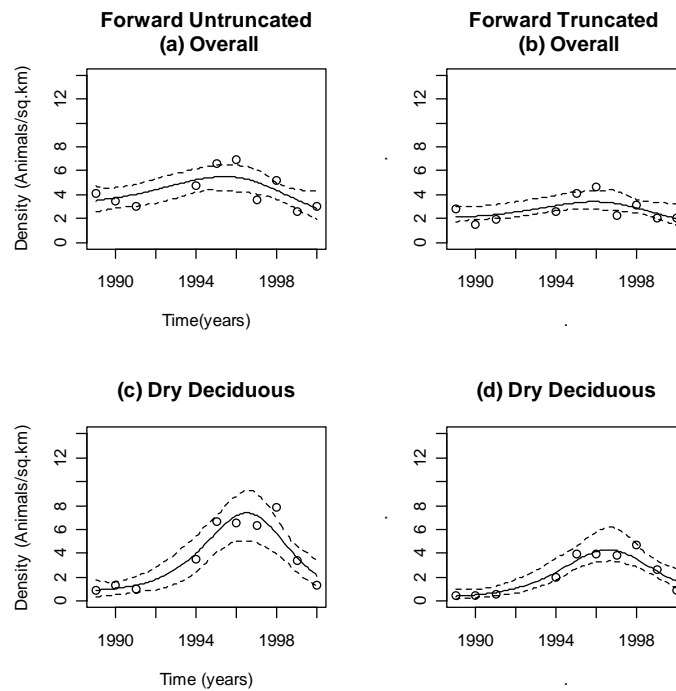 Forward Untruncated
(a) Overall
Density (Animals/sq.km)
0 2 4 6 8 12
1990 1994 1998
Time(years)
Forward Truncated
(b) Overall
0 2 4 6 8 12
1990 1994 1998
(c) Dry Deciduous
Density (Animals/sq.km)
0 2 4 6 8 12
1990 1994 1998
Time (years)
(d) Dry Deciduous
0 2 4 6 8 12
1990 1994 1998